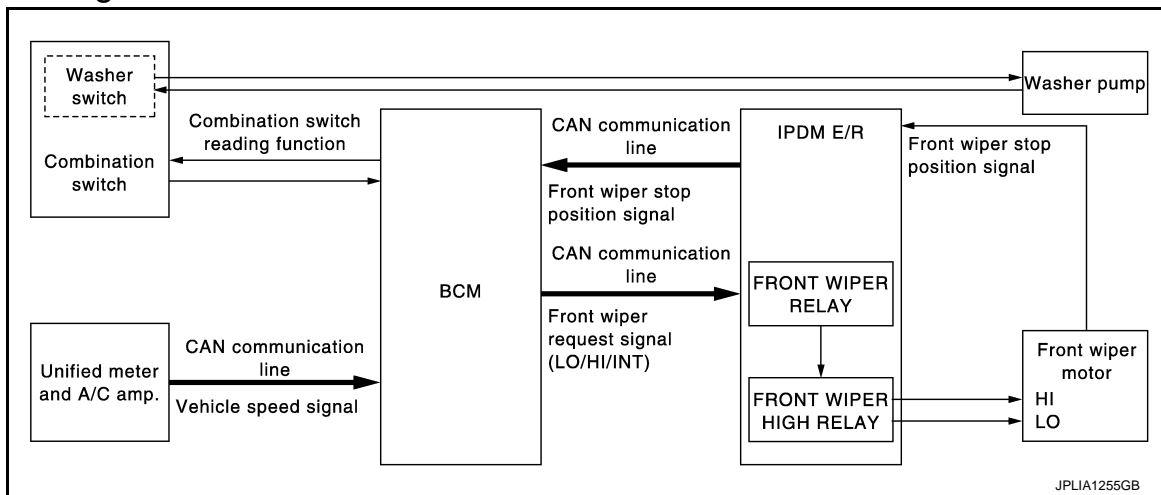 Washer
switch
Combination
switch
Combination switch
reading function
Unified meter
and A/C amp.
CAN communication
line
Vehicle speed signal
BCM
CAN communication
line
Front wiper stop
position signal
CAN communication
line
Front wiper
request signal
(LO/HI/INT)
IPDM E/R
FRONT WIPER
RELAY
FRONT WIPER
HIGH RELAY
Washer pump
Front wiper stop
position signal
Front wiper
motor
HI
LO
JPLIA1255GB